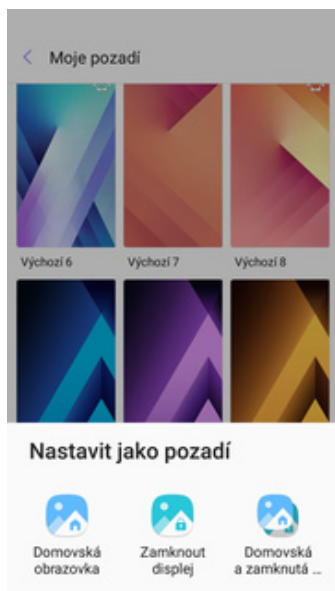 Moje pozadí
Výchozí 6 Výchozí 7 Výchozí 8
Nastavit jako pozadí
Domovská Zamknout Domovská
obrazovka displej a zamknutá ...